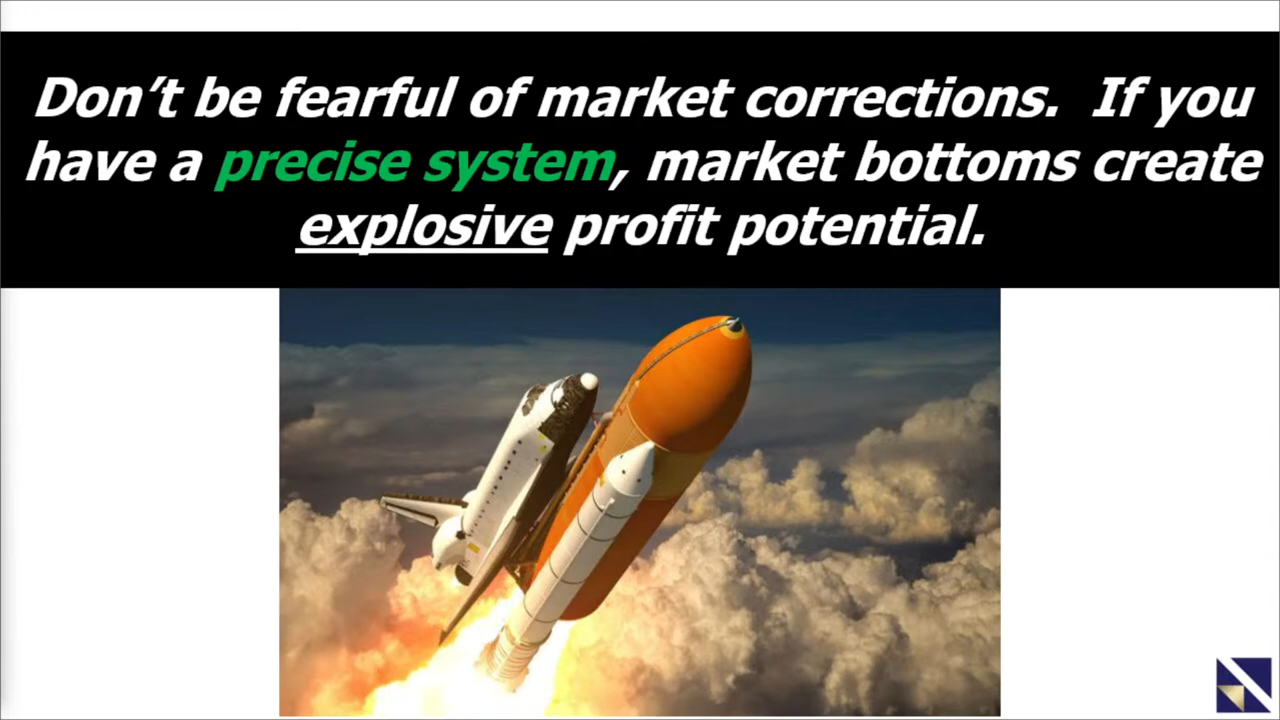 Don’t be fearful of market corrections.  If you
have a precise system, market bottoms create
explosive profit potential.